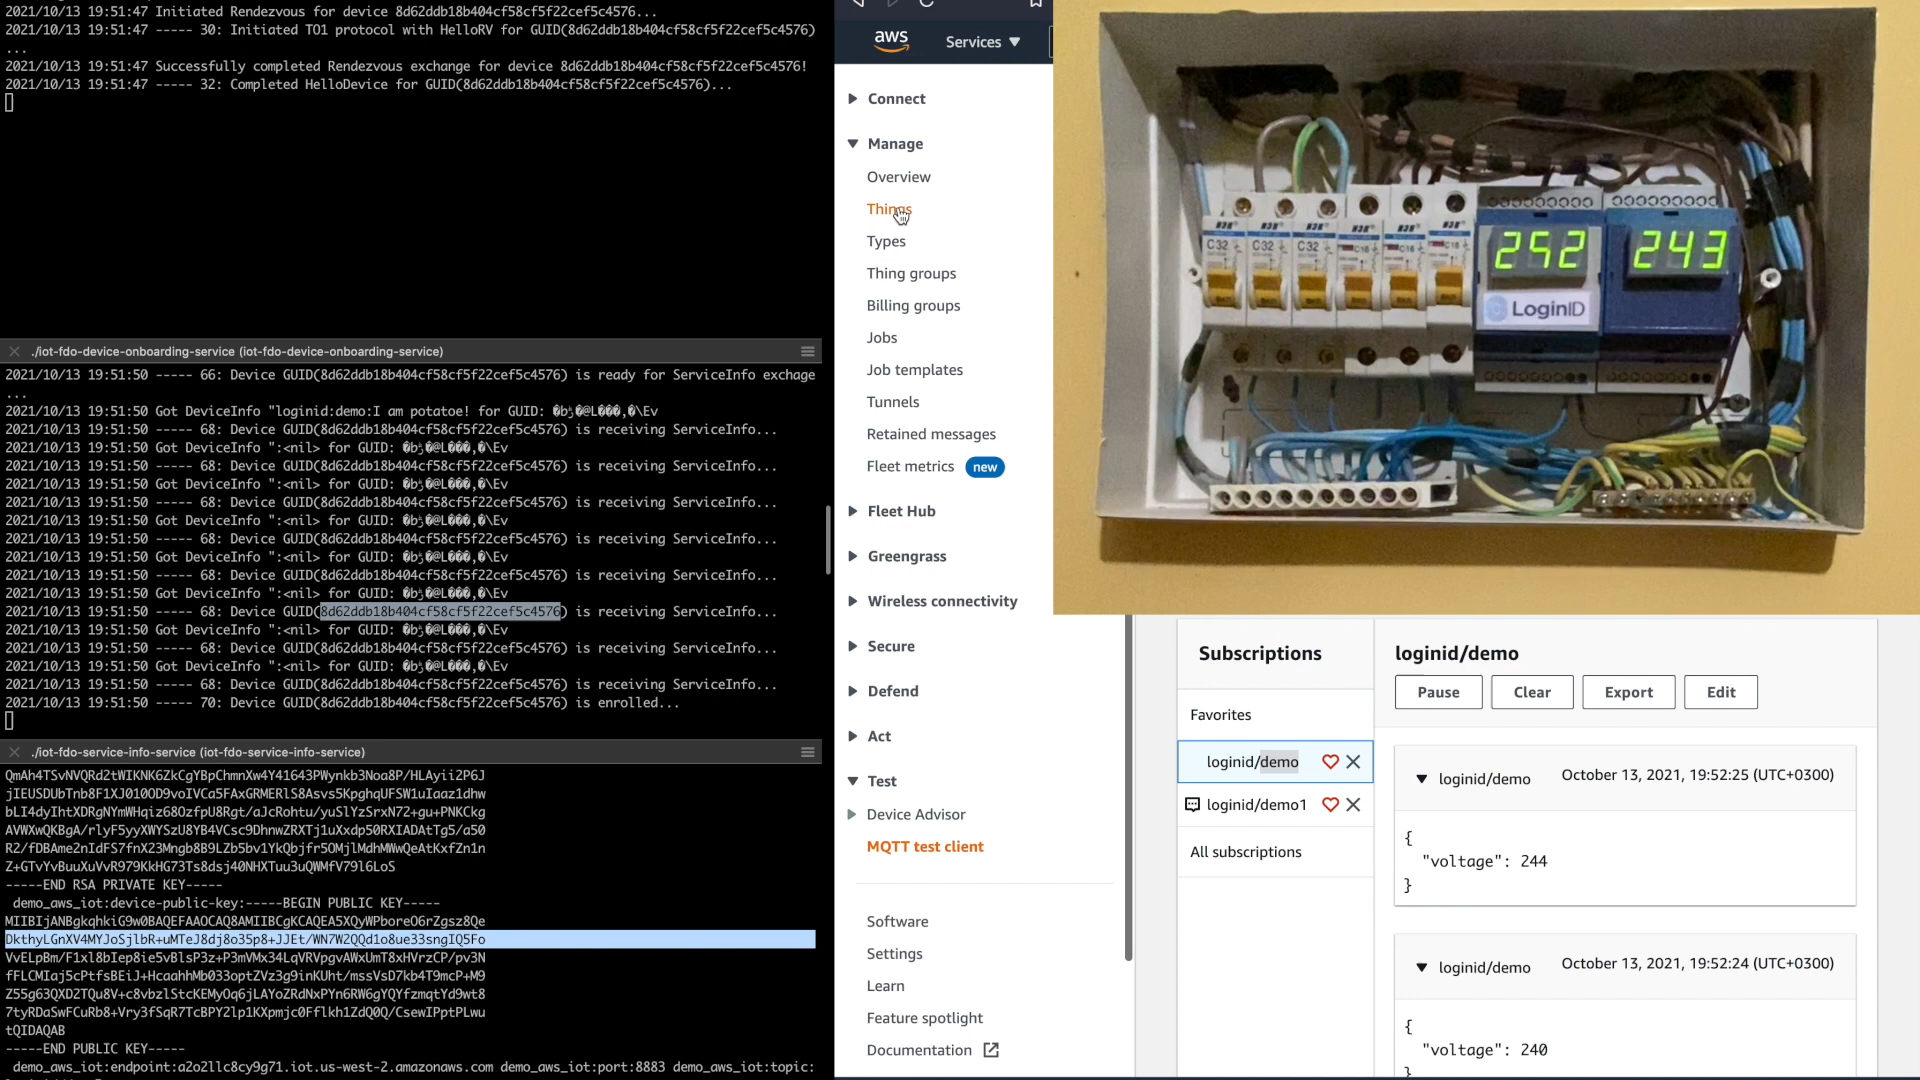 2021/10/13 19:51:47 Initiated Rendezvous for device 8d62ddb18b404cf58cf5f22cef5c4576...
2021/10/13 19:51:47 ----- 30: Initiated TO1 protocol with HelloRV for GUID(8d62ddb18b404cf58cf5f22cef5c4576)
...
2021/10/13 19:51:47 Successfully completed Rendezvous exchange for device 8d62ddb18b404cf58cf5f22cef5c4576!
2021/10/13 19:51:47 ----- 32: Completed HelloDevice for GUID(8d62ddb18b404cf58cf5f22cef5c4576)...
./iot-fdo-device-onboarding-service (iot-fdo-device-onboarding-service)
2021/10/13 19:51:50 ----- 66: Device GUID(8d62ddb18b404cf58cf5f22cef5c4576) is ready for ServiceInfo exchage
...
2021/10/13 19:51:50 Got DeviceInfo "loginid:demo:I am potatoe! for GUID:
2021/10/13 19:51:50 ----- 68: Device GUID(8d62ddb18b404cf58cf5f22cef5c4576) is receiving ServiceInfo...
2021/10/13 19:51:50 Got DeviceInfo ":<nil> for GUID:
2021/10/13 19:51:50 ----- 68: Device GUID(8d62ddb18b404cf58cf5f22cef5c4576) is receiving ServiceInfo...
2021/10/13 19:51:50 Got DeviceInfo ":<nil> for GUID:
2021/10/13 19:51:50 ----- 68: Device GUID(8d62ddb18b404cf58cf5f22cef5c4576) is receiving ServiceInfo...
2021/10/13 19:51:50 Got DeviceInfo ":<nil> for GUID:
2021/10/13 19:51:50 ----- 68: Device GUID(8d62ddb18b404cf58cf5f22cef5c4576) is receiving ServiceInfo...
2021/10/13 19:51:50 Got DeviceInfo ":<nil> for GUID:
2021/10/13 19:51:50 ----- 68: Device GUID(8d62ddb18b404cf58cf5f22cef5c4576) is receiving ServiceInfo...
2021/10/13 19:51:50 Got DeviceInfo ":<nil> for GUID:
2021/10/13 19:51:50 ----- 68: Device GUID(8d62ddb18b404cf58cf5f22cef5c4576) is receiving ServiceInfo...
2021/10/13 19:51:50 Got DeviceInfo ":<nil> for GUID:
2021/10/13 19:51:50 ----- 68: Device GUID(8d62ddb18b404cf58cf5f22cef5c4576) is receiving ServiceInfo...
2021/10/13 19:51:50 Got DeviceInfo ":<nil> for GUID:
2021/10/13 19:51:50 ----- 68: Device GUID(8d62ddb18b404cf58cf5f22cef5c4576) is receiving ServiceInfo...
2021/10/13 19:51:50 ----- 70: Device GUID(8d62ddb18b404cf58cf5f22cef5c4576) is enrolled...
./iot-fdo-service-info-service (iot-fdo-service-info-service)
-----END RSA PRIVATE KEY-----
demo_aws_iot:device-public-key:-----BEGIN PUBLIC KEY-----
tQIDAQAB
-----END PUBLIC KEY-----
demo_aws_iot:endpoint:a2o2llc8cy9g71.iot.us-west-2.amazonaws.com demo_aws_iot:port:8883 demo_aws_iot:topic:
aws
Services
Connect
Manage
Overview
Things
Types
Thing groups
Billing groups
Jobs
Job templates
Tunnels
Retained messages
Fleet metrics new
Fleet Hub
Greengrass
Wireless connectivity
Secure
Defend
Act
Test
Device Advisor
MQTT test client
Software
Settings
Learn
Feature spotlight
Documentation
C32 C32 C32 C16 C16 C16
252 243
LoginID
Subscriptions
Favorites
loginid/demo
loginid/demo1
All subscriptions
loginid/demo
Pause Clear Export Edit
loginid/demo October 13, 2021, 19:52:25 (UTC+0300)
{
"voltage": 244
}
loginid/demo October 13, 2021, 19:52:24 (UTC+0300)
{
"voltage": 240
}